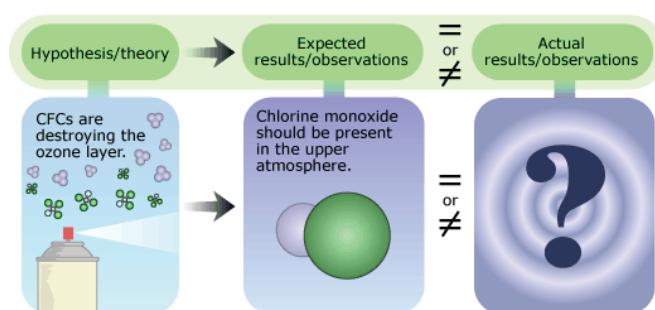 Hypothesis/theory
Expected
results/observations
=
or
≠
Actual
results/observations
CFCs are
destroying the
ozone layer.
Chlorine monoxide
should be present
in the upper
atmosphere.
=
or
≠
?